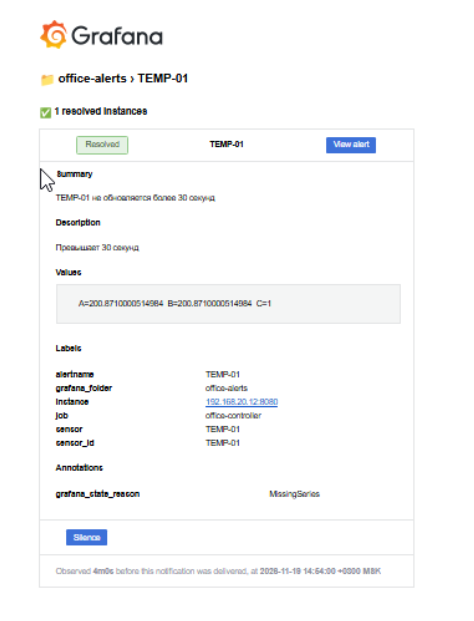 Grafana
office-alerts › TEMP-01
1 resolved instances
Resolved TEMP-01 View alert
Summary
TEMP-01 не обновляется более 30 секунд
Description
Превышает 30 секунд
Values
A=200.8710000514984 B=200.8710000514984 C=1
Labels
alertname TEMP-01
grafana_folder office-alerts
instance 192.168.20.12:8080
job office-controller
sensor TEMP-01
sensor_id TEMP-01
Annotations
grafana_state_reason MissingSeries
Silence
Observed 4m0s before this notification was delivered, at 2026-11-19 14:54:00 +0300 MSK